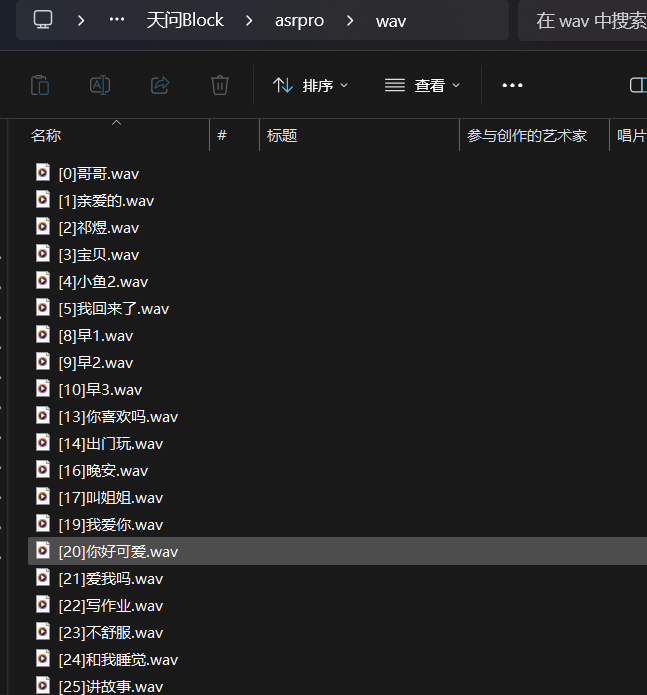 … 天问Block asrpro wav 在 wav 中搜索
排序 查看
名称 # 标题 参与创作的艺术家 唱片
[0]哥哥.wav
[1]亲爱的.wav
[2]祁煜.wav
[3]宝贝.wav
[4]小鱼2.wav
[5]我回来了.wav
[8]早1.wav
[9]早2.wav
[10]早3.wav
[13]你喜欢吗.wav
[14]出门玩.wav
[16]晚安.wav
[17]叫姐姐.wav
[19]我爱你.wav
[20]你好可爱.wav
[21]爱我吗.wav
[22]写作业.wav
[23]不舒服.wav
[24]和我睡觉.wav
[25]讲故事.wav